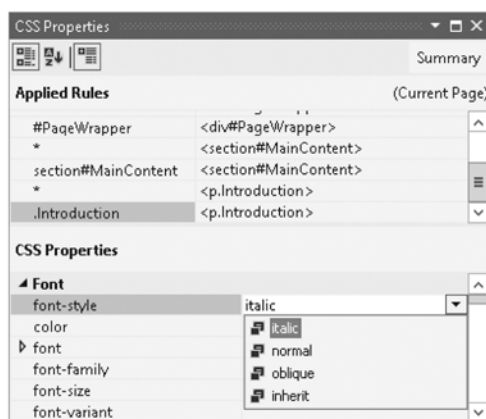 CSS Properties
Summary
Applied Rules (Current Page)
#PageWrapper <div#PageWrapper>
* <section#MainContent>
section#MainContent <section#MainContent>
* <p.Introduction>
.Introduction <p.Introduction>
CSS Properties
Font
font-style italic
color italic
font normal
font-family oblique
font-size inherit
font-variant